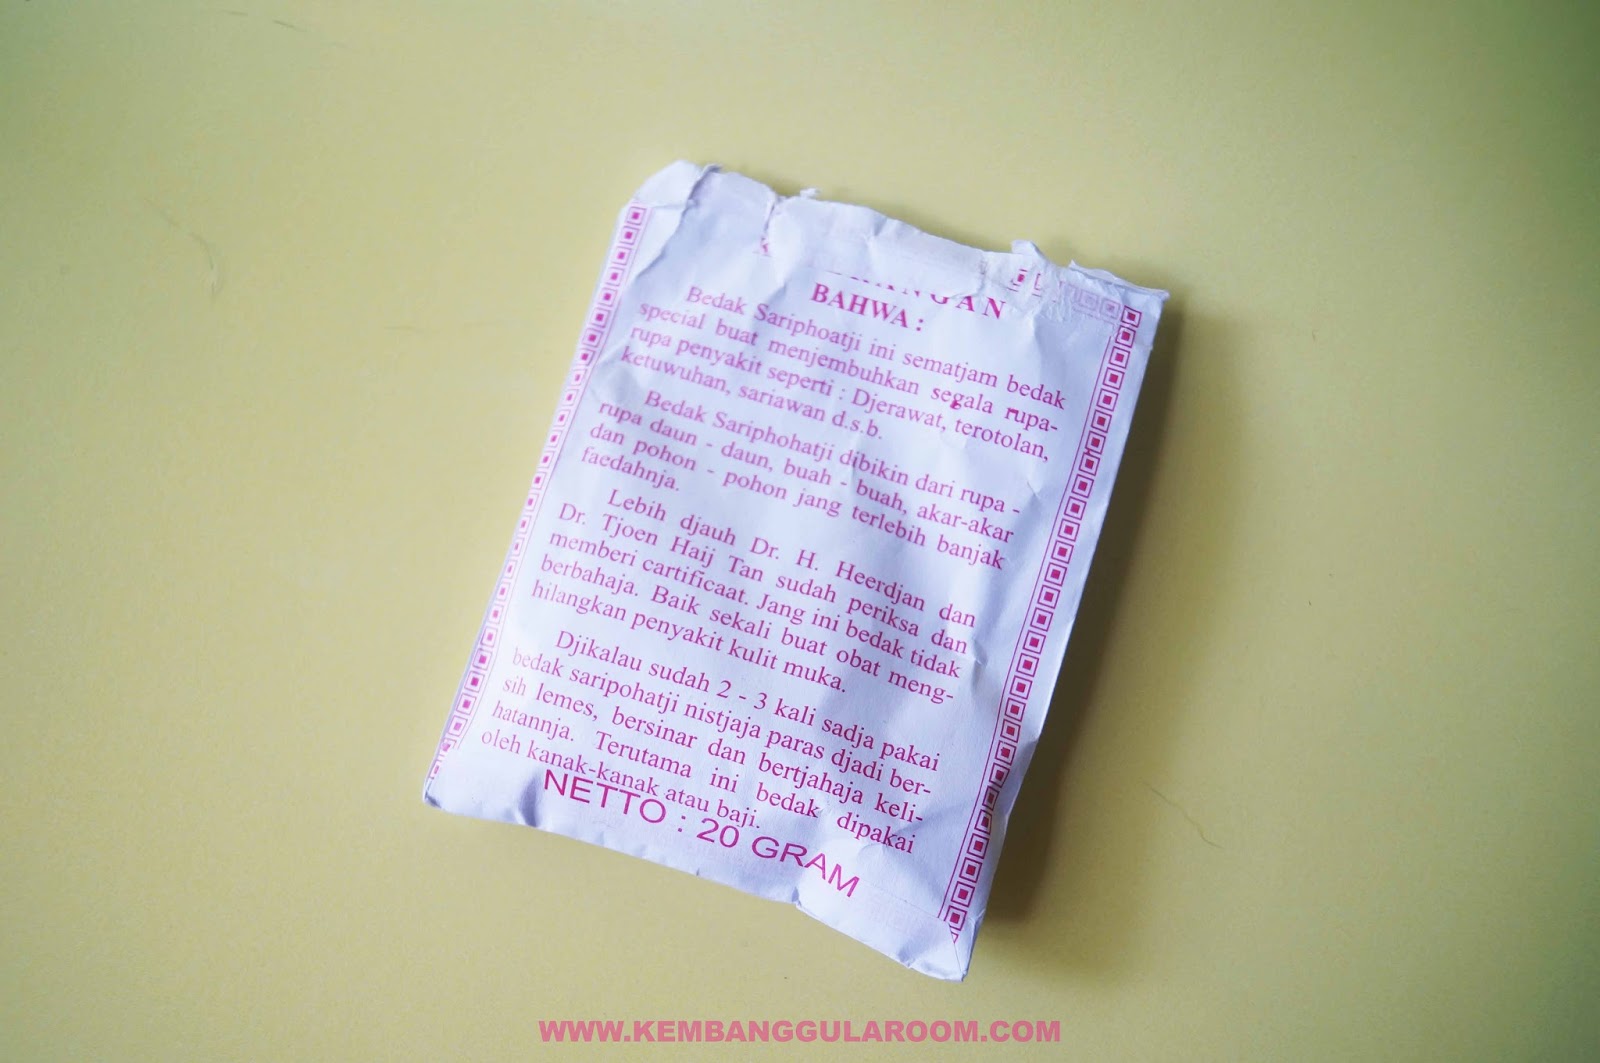 BAHWA :
Bedak Sariphoatji ini sematjam bedak
special buat menjembuhkan segala rupa-
rupa penyakit seperti : Djerawat, terotolan,
ketuwuhan, sariawan d.s.b.
Bedak Sariphohatji dibikin dari rupa -
rupa daun - daun, buah - buah, akar-akar
dan pohon - pohon jang terlebih banjak
faedahnja.
Lebih djauh Dr. H. Heerdjan dan
Dr. Tjoen Haij Tan sudah periksa dan
memberi cartificaat. Jang ini bedak tidak
berbahaja. Baik sekali buat obat meng-
hilangkan penyakit kulit muka.
Djikalau sudah 2 - 3 kali sadja pakai
bedak saripohatji nistjaja paras djadi ber-
sih lemes, bersinar dan bertjahaja keli-
hatannja. Terutama ini bedak dipakai
oleh kanak-kanak atau baji.
NETTO : 20 GRAM
WWW.KEMBANGGULAROOM.COM